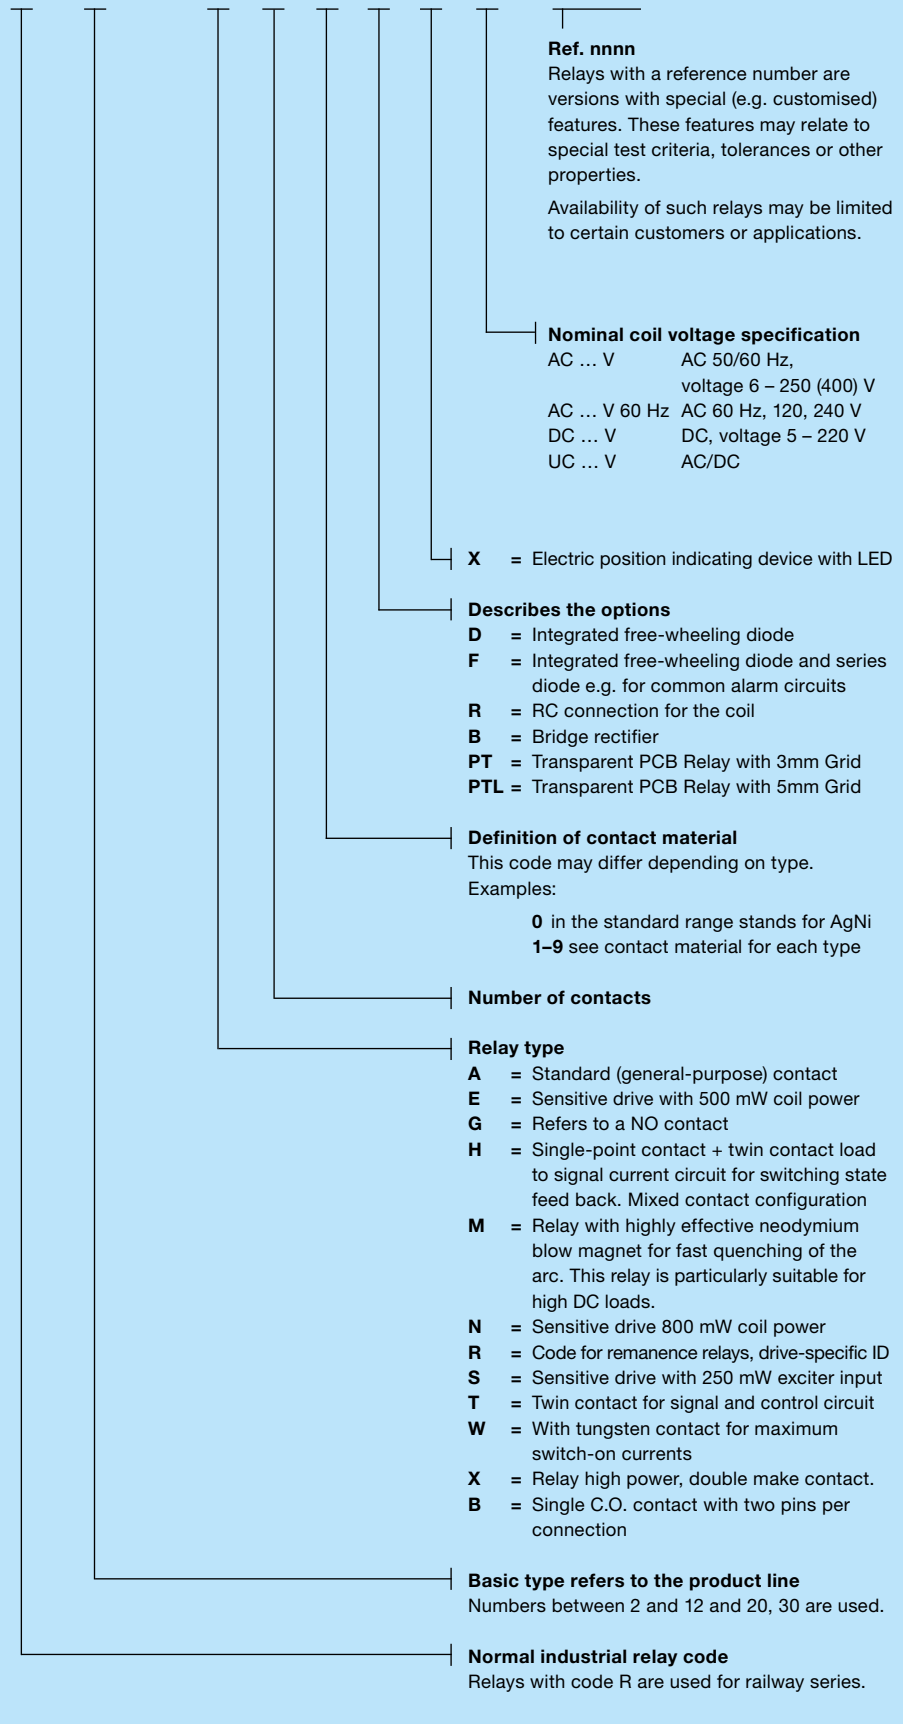 Ref. nnnn
Relays with a reference number are
versions with special (e.g. customised)
features. These features may relate to
special test criteria, tolerances or other
properties.
Availability of such relays may be limited
to certain customers or applications.
Nominal coil voltage specification
AC … V AC 50/60 Hz,
voltage 6 – 250 (400) V
AC … V 60 Hz AC 60 Hz, 120, 240 V
DC … V DC, voltage 5 – 220 V
UC … V AC/DC
X = Electric position indicating device with LED
Describes the options
D = Integrated free-wheeling diode
F = Integrated free-wheeling diode and series
diode e.g. for common alarm circuits
R = RC connection for the coil
B = Bridge rectifier
PT = Transparent PCB Relay with 3mm Grid
PTL = Transparent PCB Relay with 5mm Grid
Definition of contact material
This code may differ depending on type.
Examples:
0 in the standard range stands for AgNi
1–9 see contact material for each type
Number of contacts
Relay type
A = Standard (general-purpose) contact
E = Sensitive drive with 500 mW coil power
G = Refers to a NO contact
H = Single-point contact + twin contact load
to signal current circuit for switching state
feed back. Mixed contact configuration
M = Relay with highly effective neodymium
blow magnet for fast quenching of the
arc. This relay is particularly suitable for
high DC loads.
N = Sensitive drive 800 mW coil power
R = Code for remanence relays, drive-specific ID
S = Sensitive drive with 250 mW exciter input
T = Twin contact for signal and control circuit
W = With tungsten contact for maximum
switch-on currents
X = Relay high power, double make contact.
B = Single C.O. contact with two pins per
connection
Basic type refers to the product line
Numbers between 2 and 12 and 20, 30 are used.
Normal industrial relay code
Relays with code R are used for railway series.